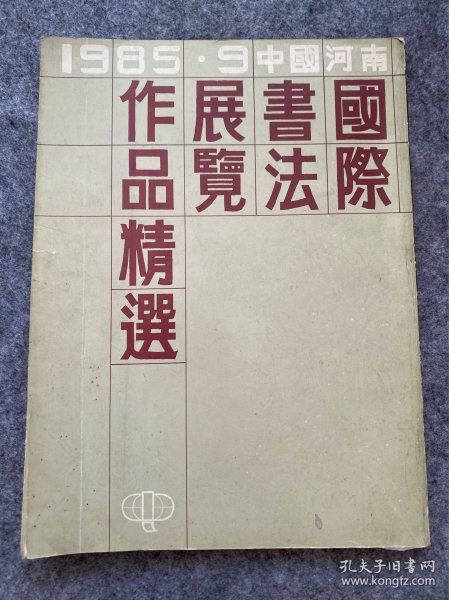 1985·9中國河南
國際
書法
展覽
作品精選
孔夫子旧书网
www.kongfz.com